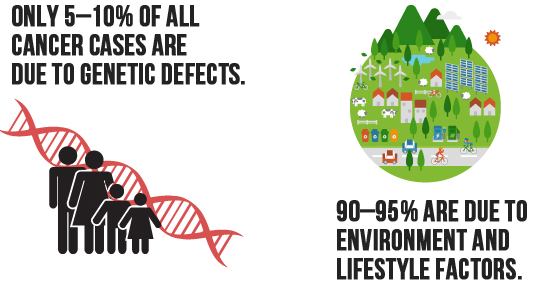 ONLY 5–10% OF ALL
CANCER CASES ARE
DUE TO GENETIC DEFECTS.
90–95% ARE DUE TO
ENVIRONMENT AND
LIFESTYLE FACTORS.